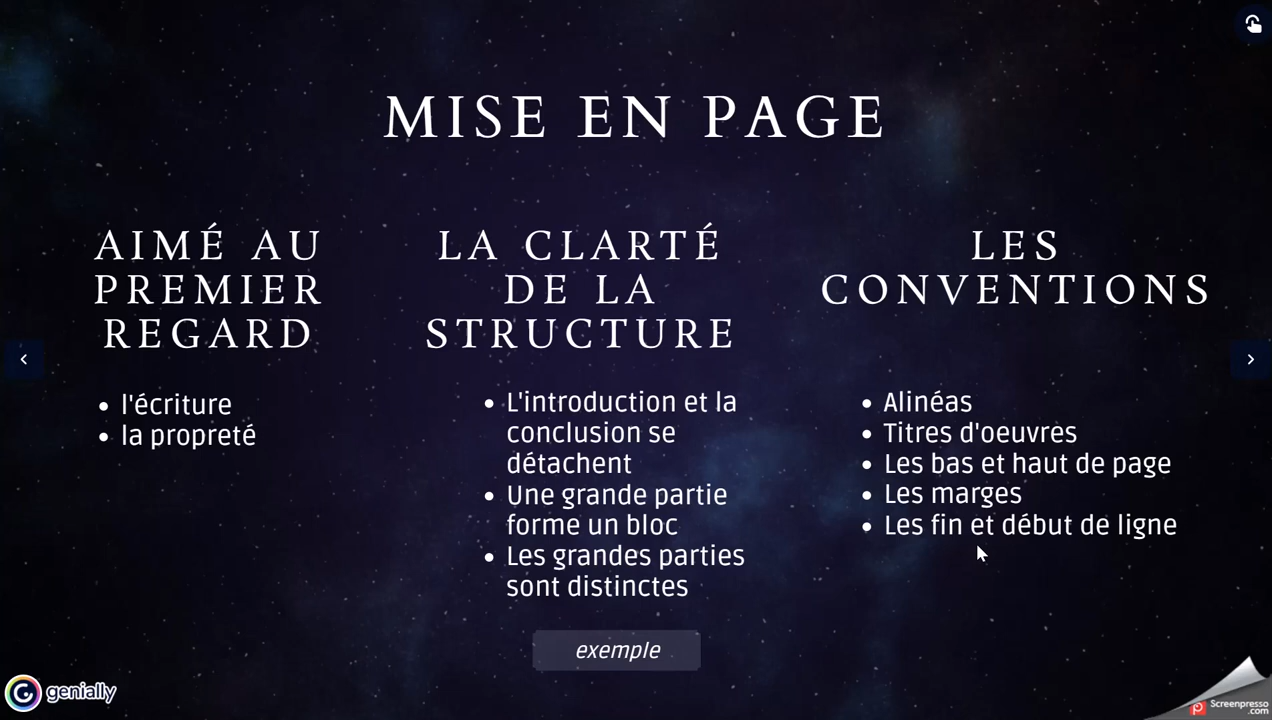 MISE EN PAGE
AIMÉ AU
PREMIER
REGARD
l'écriture
la propreté
LA CLARTÉ
DE LA
STRUCTURE
L'introduction et la
conclusion se
détachent
Une grande partie
forme un bloc
Les grandes parties
sont distinctes
exemple
LES
CONVENTIONS
Alinéas
Titres d'oeuvres
Les bas et haut de page
Les marges
Les fin et début de ligne
genially
Screenpresso
.com